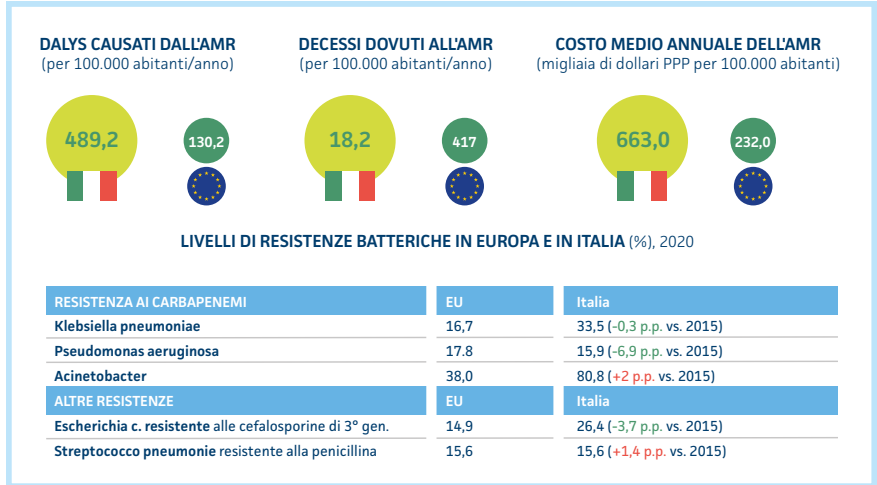 DALYS CAUSATI DALL'AMR
(per 100.000 abitanti/anno)
489,2
130,2
DECESSI DOVUTI ALL'AMR
(per 100.000 abitanti/anno)
18,2
417
COSTO MEDIO ANNUALE DELL'AMR
(migliaia di dollari PPP per 100.000 abitanti)
663,0
232,0
LIVELLI DI RESISTENZE BATTERICHE IN EUROPA E IN ITALIA (%), 2020
RESISTENZA AI CARBAPENEMI EU Italia
Klebsiella pneumoniae 16,7 33,5 (-0,3 p.p. vs. 2015)
Pseudomonas aeruginosa 17.8 15,9 (-6,9 p.p. vs. 2015)
Acinetobacter 38,0 80,8 (+2 p.p. vs. 2015)
ALTRE RESISTENZE EU Italia
Escherichia c. resistente alle cefalosporine di 3° gen. 14,9 26,4 (-3,7 p.p. vs. 2015)
Streptococco pneumonie resistente alla penicillina 15,6 15,6 (+1,4 p.p. vs. 2015)